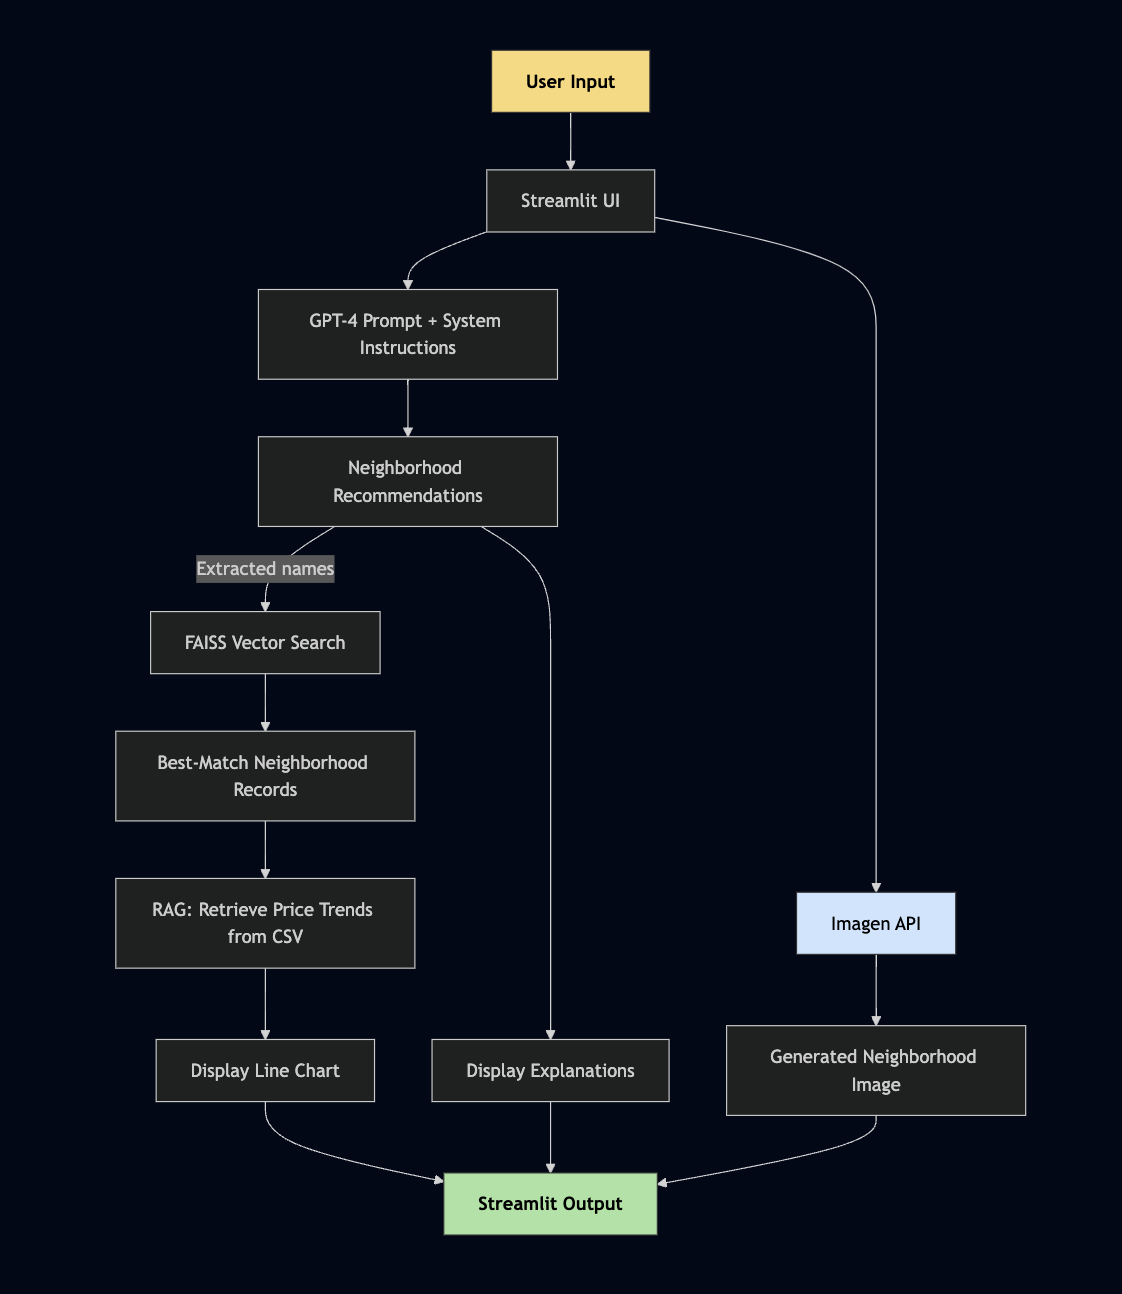 User Input
Streamlit UI
GPT-4 Prompt + System
Instructions
Neighborhood
Recommendations
Extracted names
FAISS Vector Search
Best-Match Neighborhood
Records
RAG: Retrieve Price Trends
from CSV
Imagen API
Display Line Chart
Display Explanations
Generated Neighborhood
Image
Streamlit Output